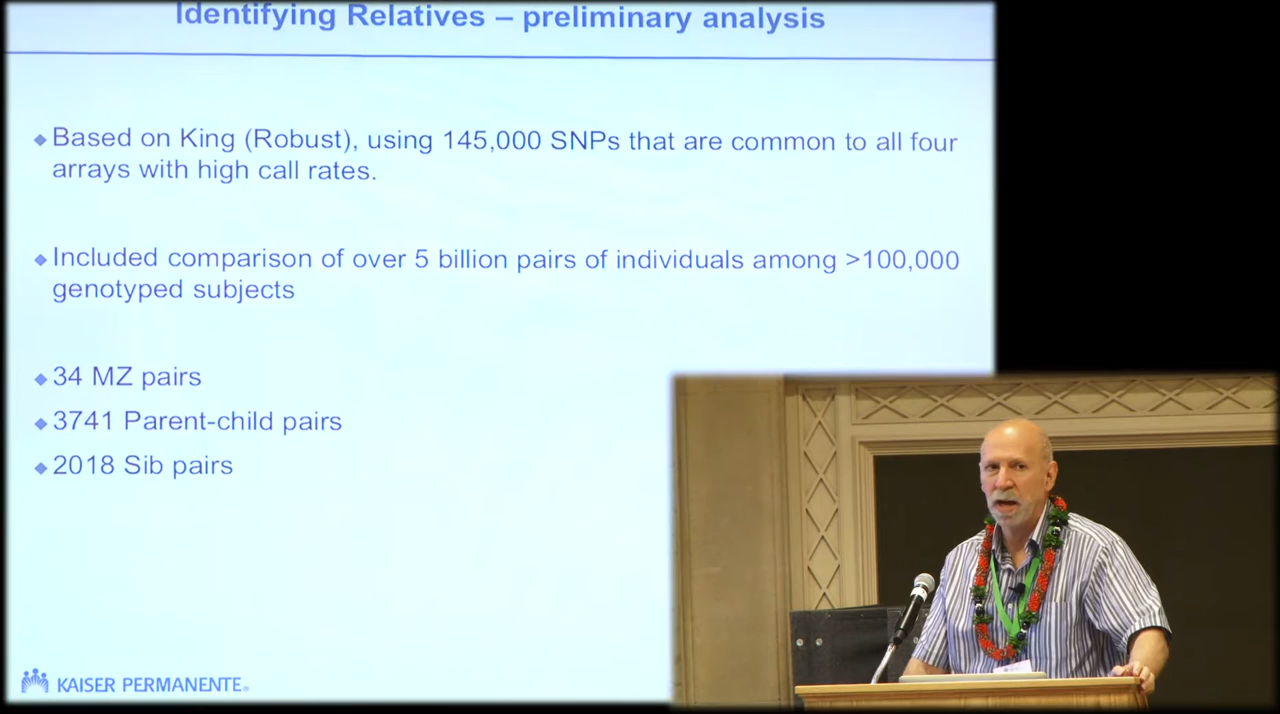 Identifying Relatives – preliminary analysis
Based on King (Robust), using 145,000 SNPs that are common to all four
arrays with high call rates.
Included comparison of over 5 billion pairs of individuals among >100,000
genotyped subjects
34 MZ pairs
3741 Parent-child pairs
2018 Sib pairs
KAISER PERMANENTE®